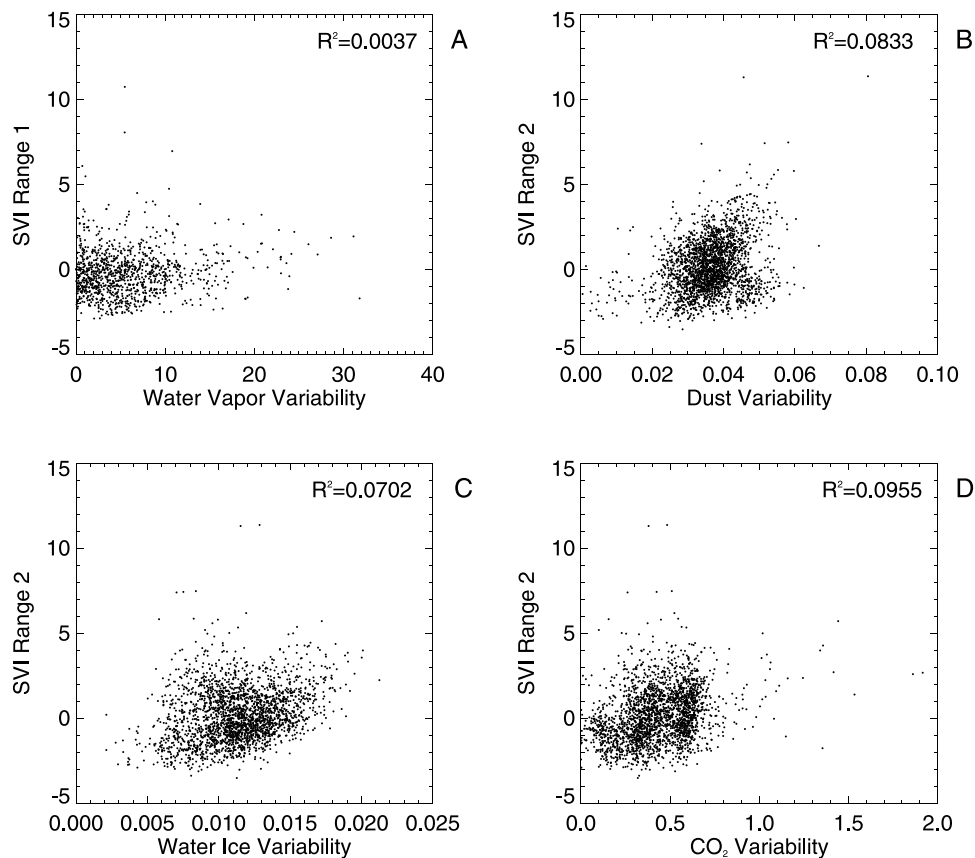 A
R²=0.0037
15
10
5
0
-5
SVI Range 1
0 10 20 30 40
Water Vapor Variability
B
R²=0.0833
15
10
5
0
-5
SVI Range 2
0.00 0.02 0.04 0.06 0.08 0.10
Dust Variability
C
R²=0.0702
15
10
5
0
-5
SVI Range 2
0.000 0.005 0.010 0.015 0.020 0.025
Water Ice Variability
D
R²=0.0955
15
10
5
0
-5
SVI Range 2
0.0 0.5 1.0 1.5 2.0
CO₂ Variability